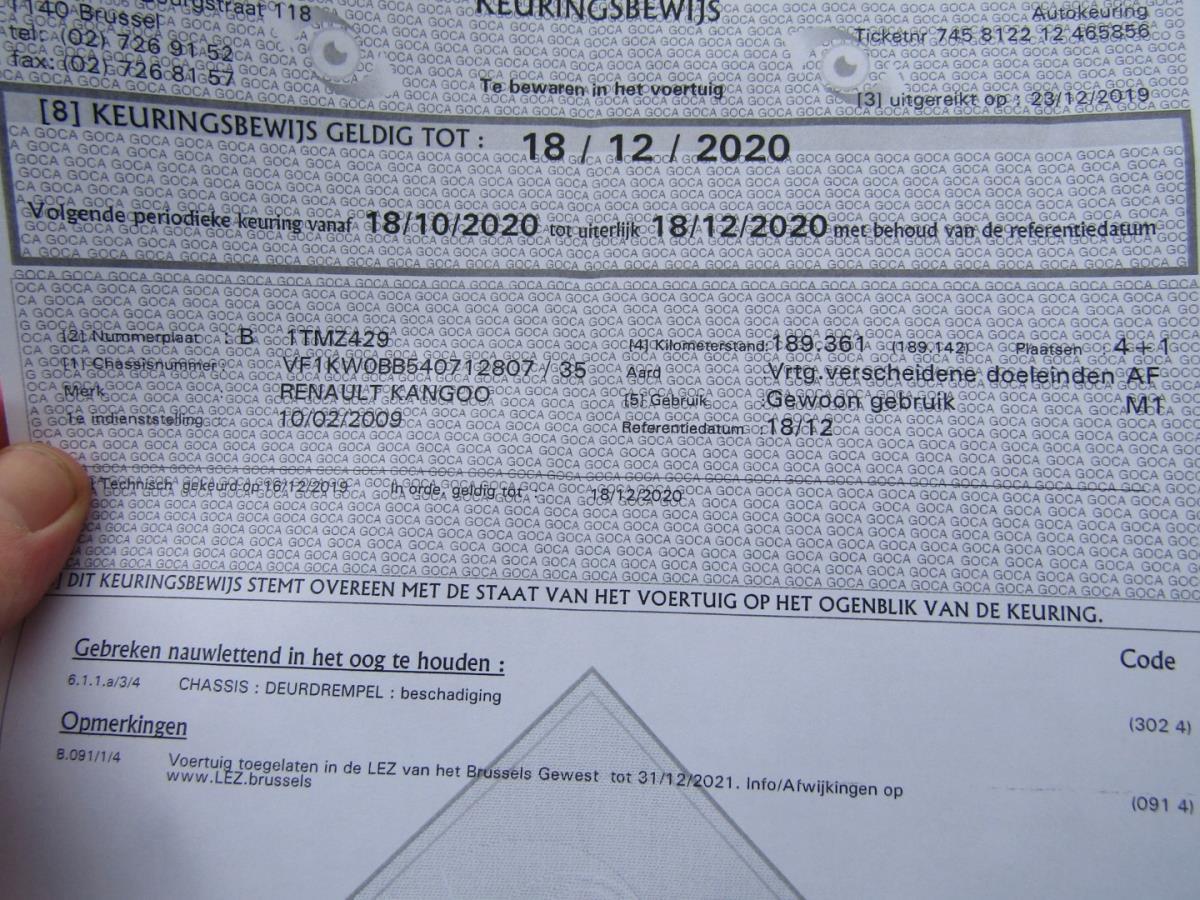 KEURINGSBEWIJS
straat 118
1140 Brussel
tel: (02) 726 91 52
fax: (02) 726 81 57
Autokeuring
Ticketnr 745 8122 12 465856
Te bewaren in het voertuig
[3] uitgereikt op : 23/12/2019
[8] KEURINGSBEWIJS GELDIG TOT : 18 / 12 / 2020
Volgende periodieke keuring vanaf 18/10/2020 tot uiterlijk 18/12/2020 met behoud van de referentiedatum
[2] Nummerplaat : B 1TMZ429
[4] Kilometerstand: 189.361 (189.142) Plaatsen : 4 + 1
[1] Chassisnummer : VF1KW0BB540712807 / 35
Aard Vrtg.verscheidene doeleinden AF
Merk : RENAULT KANGOO
[5] Gebruik : Gewoon gebruik M1
1e indienststelling : 10/02/2009
Referentiedatum : 18/12
Technisch gekeurd op 16/12/2019 In orde, geldig tot : 18/12/2020
] DIT KEURINGSBEWIJS STEMT OVEREEN MET DE STAAT VAN HET VOERTUIG OP HET OGENBLIK VAN DE KEURING.
Gebreken nauwlettend in het oog te houden :
Code
6.1.1.a/3/4 CHASSIS : DEURDREMPEL : beschadiging
(302 4)
Opmerkingen
8.091/1/4 Voertuig toegelaten in de LEZ van het Brussels Gewest tot 31/12/2021. Info/Afwijkingen op
www.LEZ.brussels
(091 4)